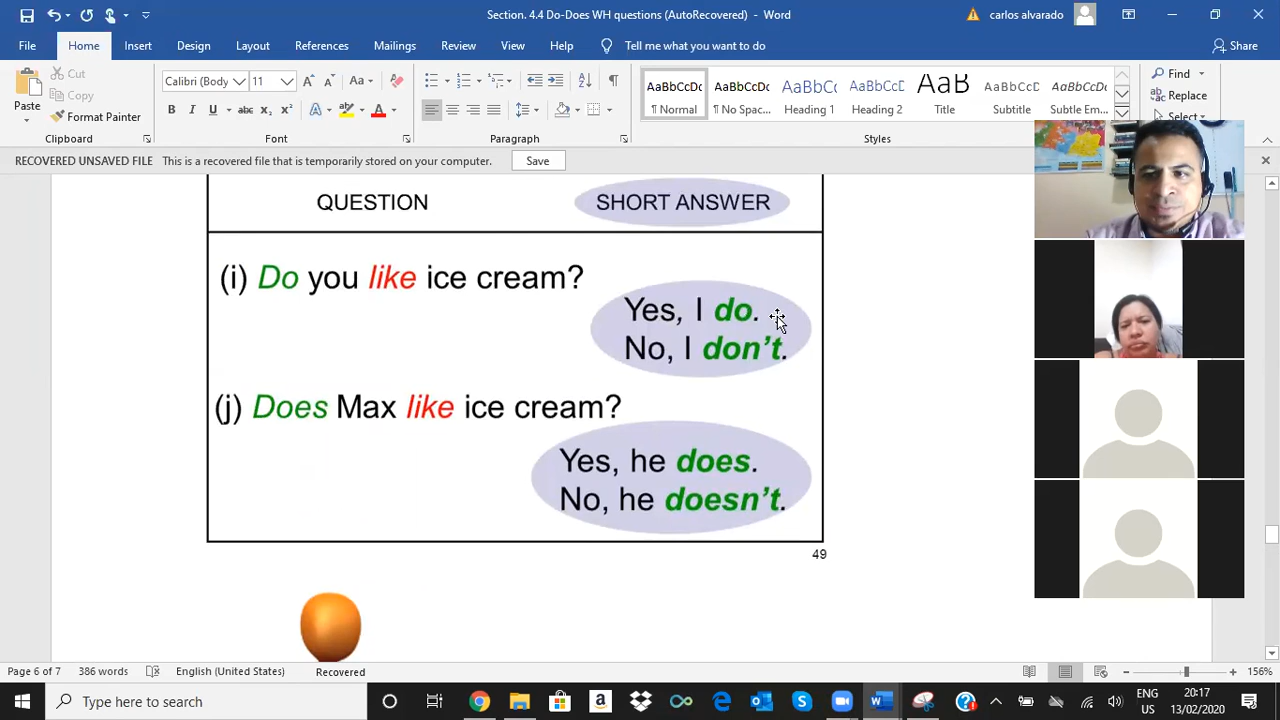 Section. 4.4 Do-Does WH questions (AutoRecovered) - Word
carlos alvarado
File Home Insert Design Layout References Mailings Review View Help Tell me what you want to do Share
Paste
Cut
Copy
Format Painter
Clipboard
Calibri (Body 11
Font
Paragraph
AaBbCcDc AaBbCcDc AaBbCc AaBbCcD AaB AaBbCcD AaBbCcDc
¶ Normal ¶ No Spac... Heading 1 Heading 2 Title Subtitle Subtle Em...
Styles
Find
Replace
Select
RECOVERED UNSAVED FILE This is a recovered file that is temporarily stored on your computer. Save
QUESTION SHORT ANSWER
(i) Do you like ice cream?
Yes, I do.
No, I don't.
(j) Does Max like ice cream?
Yes, he does.
No, he doesn't.
49
Page 6 of 7 386 words English (United States) Recovered 156%
Type here to search
ENG
UK
20:17
13/02/2020